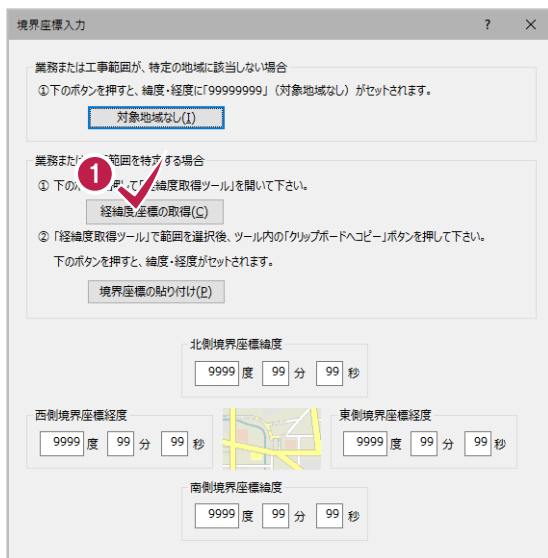 境界座標入力 ? ×
業務または工事範囲が、特定の地域に該当しない場合
①下のボタンを押すと、緯度・経度に「99999999」（対象地域なし）がセットされます。
対象地域なし(I)
業務または 範囲を特定する場合
① 下のボ 押して「経緯度取得ツール」を開いて下さい。
1
経緯度座標の取得(C)
② 「経緯度取得ツール」で範囲を選択後、ツール内の「クリップボードへコピー」ボタンを押して下さい。
下のボタンを押すと、緯度・経度がセットされます。
境界座標の貼り付け(P)
北側境界座標緯度
9999 度 99 分 99 秒
西側境界座標経度
9999 度 99 分 99 秒
東側境界座標経度
9999 度 99 分 99 秒
南側境界座標緯度
9999 度 99 分 99 秒